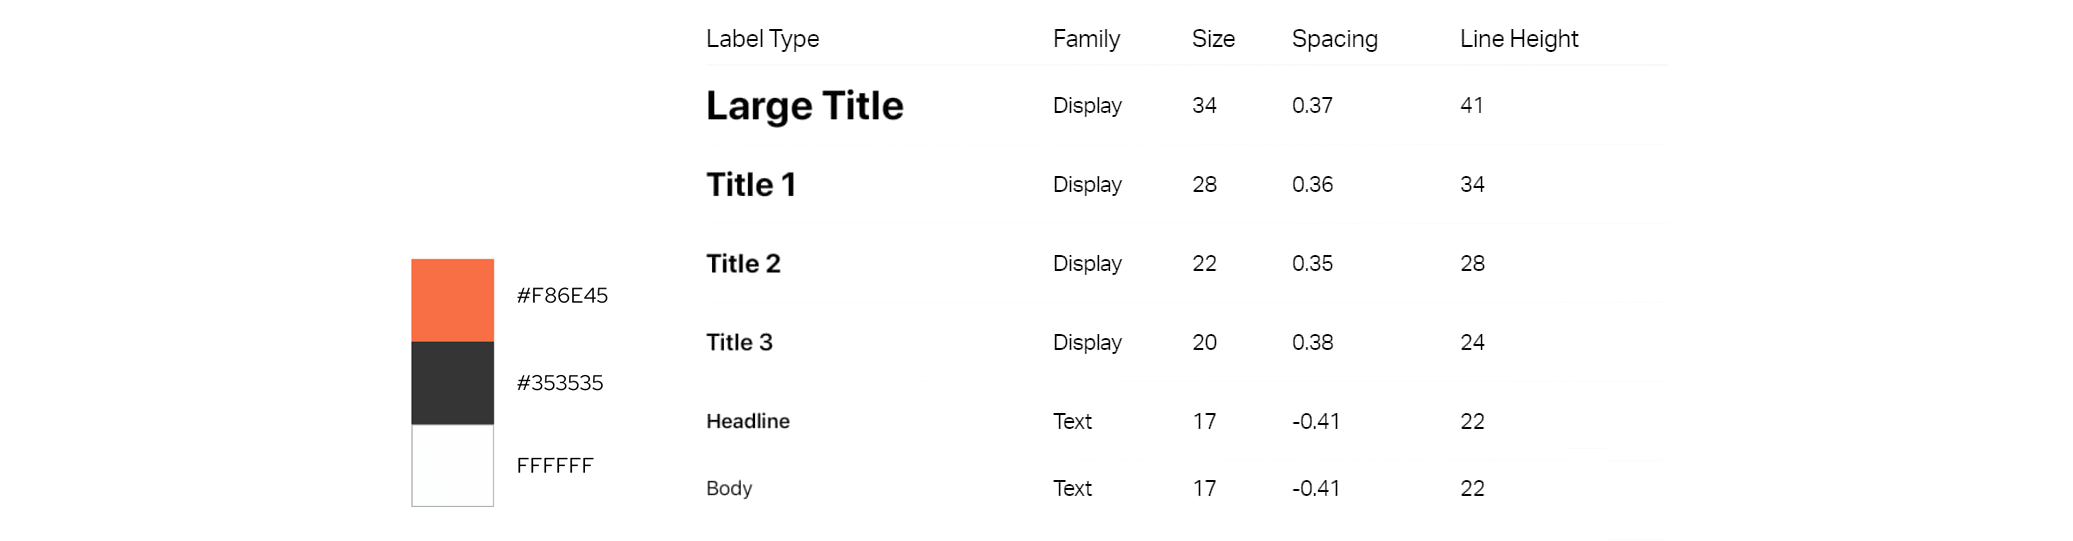 Label Type Family Size Spacing Line Height
Large Title Display 34 0.37 41
Title 1 Display 28 0.36 34
Title 2 Display 22 0.35 28
Title 3 Display 20 0.38 24
Headline Text 17 -0.41 22
Body Text 17 -0.41 22
#F86E45
#353535
FFFFFF